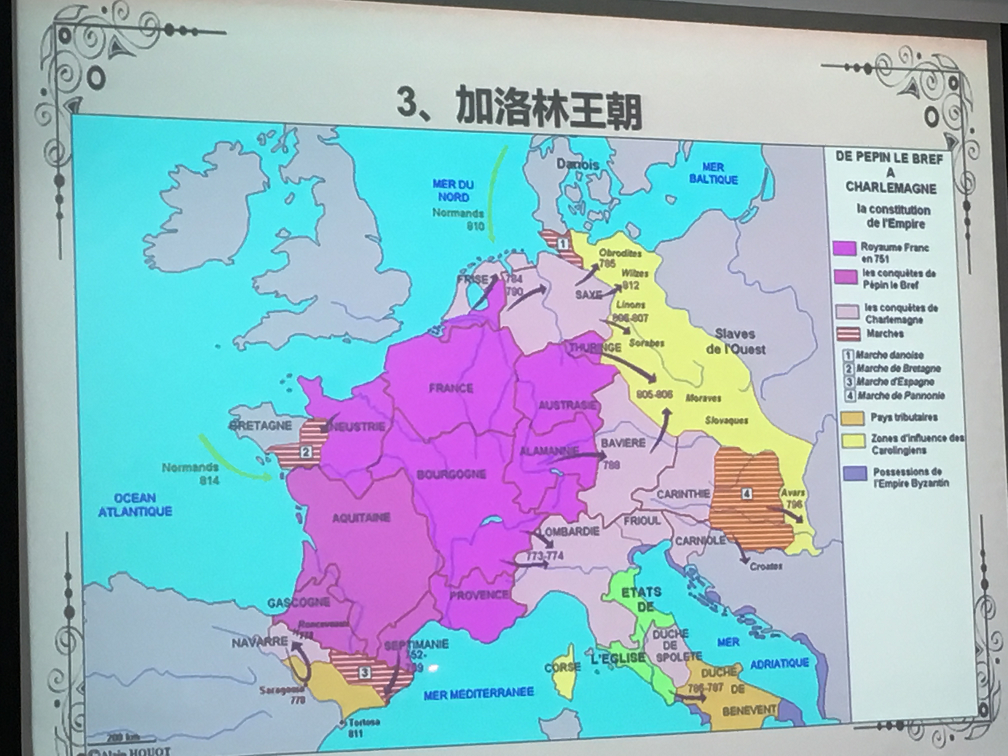 3、加洛林王朝
DE PEPIN LE BREF
A
CHARLEMAGNE
la constitution
de l'Empire
Royaume Franc
en 751
les conquêtes de
Pépin le Bref
les conquêtes de
Charlemagne
Marches
1 Marche danoise
2 Marche de Bretagne
3 Marche d'Espagne
4 Marche de Pannonie
Pays tributaires
Zones d'influence des
Carolingiens
Possessions de
l'Empire Byzantin
Danois
MER
BALTIQUE
MER DU
NORD
Normands
810
1
Obrodites
785
Wilzes
812
FRISE
784
790
SAXE
Linons
806-807
Sorabes
Slaves
de l'Ouest
THURINGE
805-806
Moraves
Slovaques
FRANCE
AUSTRASIE
BRETAGNE
NEUSTRIE
2
ALAMANNIE
BAVIERE
788
Normands
814
BOURGOGNE
OCEAN
ATLANTIQUE
AQUITAINE
CARINTHIE
4
Avars
796
LOMBARDIE
FRIOUL
CARNIOLE
773-774
Croates
GASCOGNE
PROVENCE
ETATS
DE
L'EGLISE
Roncevaux
778
NAVARRE
SEPTIMANIE
752-
759
3
Saragosse
778
CORSE
DUCHE
DE
SPOLETE
MER
ADRIATIQUE
MER MEDITERRANEE
DUCHE
DE
BENEVENT
786-787
Tortosa
811
200 km
©Alain HOUOT